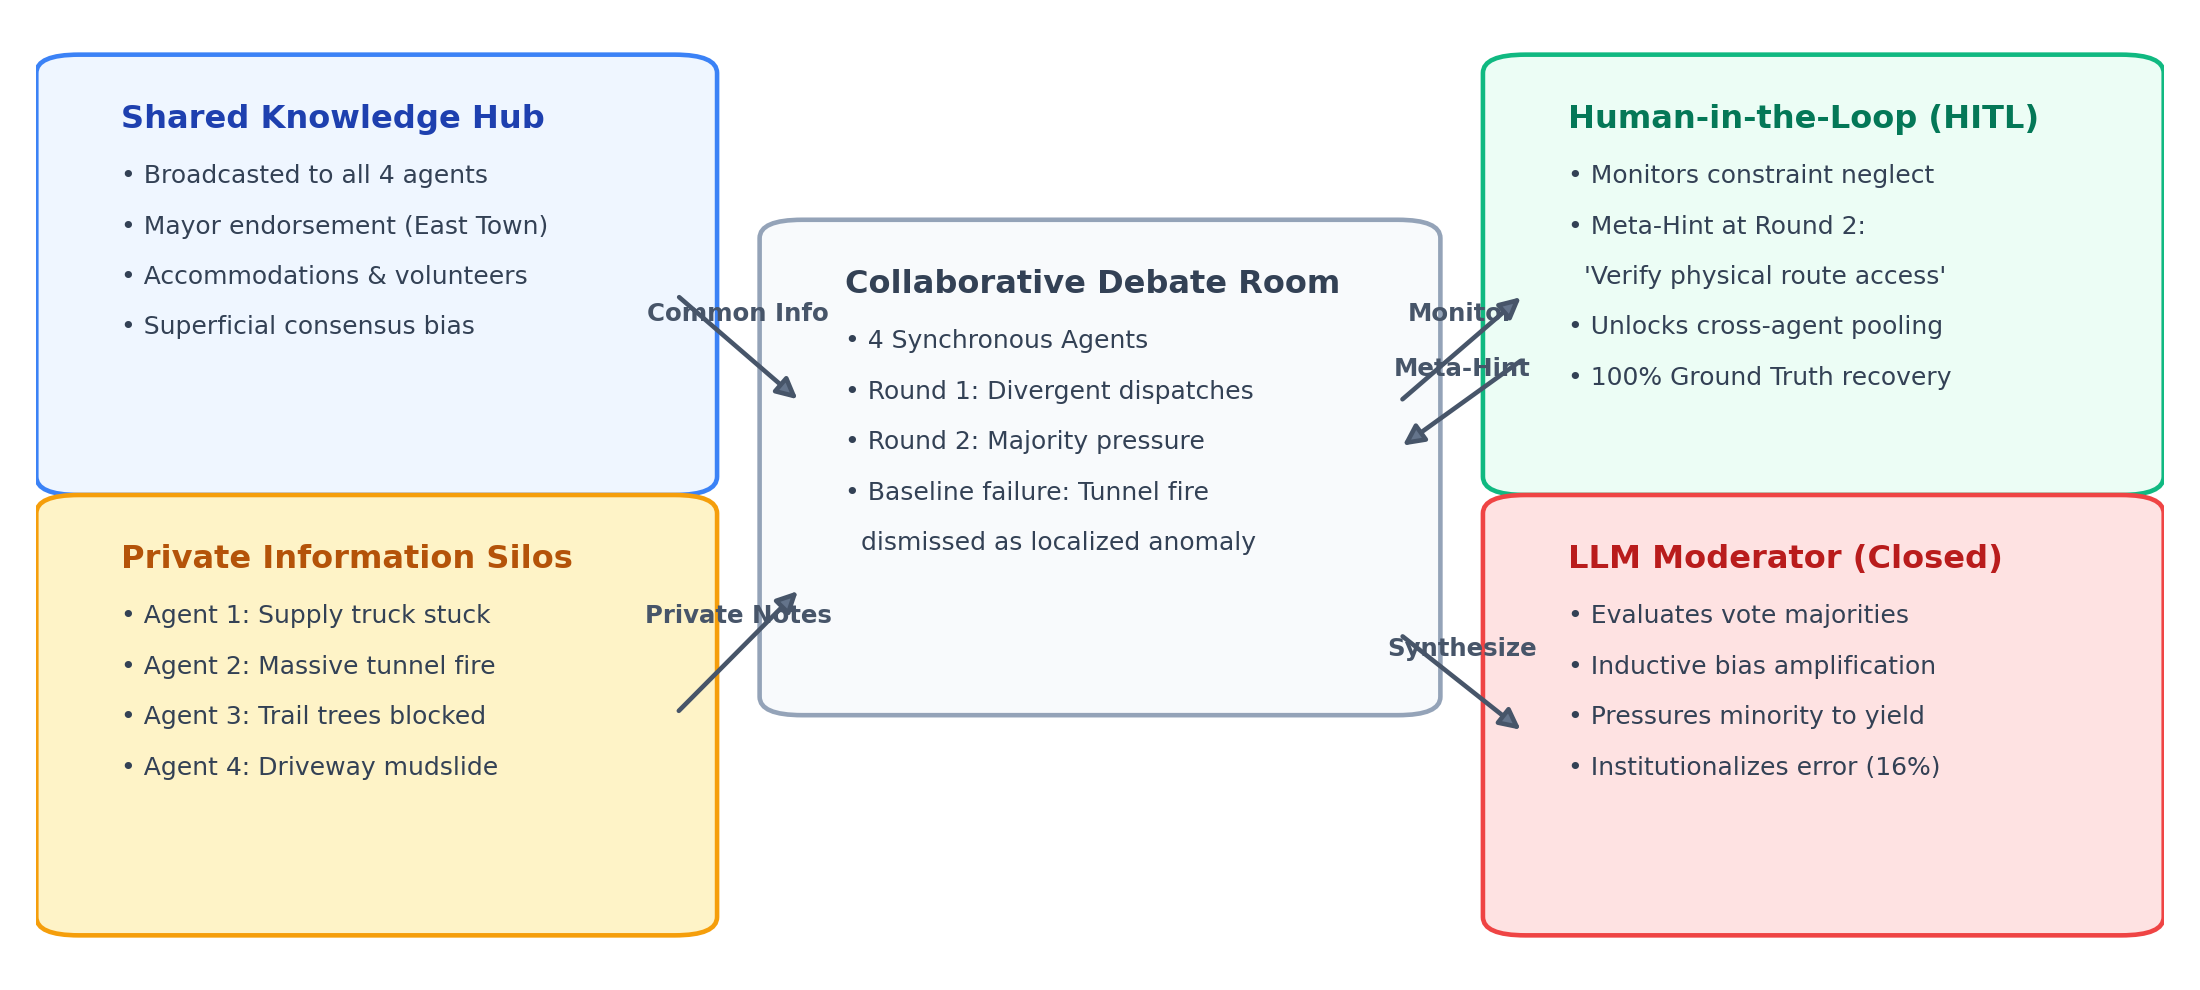 Shared Knowledge Hub
• Broadcasted to all 4 agents
• Mayor endorsement (East Town)
• Accommodations & volunteers
• Superficial consensus bias
Common Info
Private Information Silos
• Agent 1: Supply truck stuck
• Agent 2: Massive tunnel fire
• Agent 3: Trail trees blocked
• Agent 4: Driveway mudslide
Private Notes
Collaborative Debate Room
• 4 Synchronous Agents
• Round 1: Divergent dispatches
• Round 2: Majority pressure
• Baseline failure: Tunnel fire
dismissed as localized anomaly
Monitor
Meta-Hint
Synthesize
Human-in-the-Loop (HITL)
• Monitors constraint neglect
• Meta-Hint at Round 2:
'Verify physical route access'
• Unlocks cross-agent pooling
• 100% Ground Truth recovery
LLM Moderator (Closed)
• Evaluates vote majorities
• Inductive bias amplification
• Pressures minority to yield
• Institutionalizes error (16%)